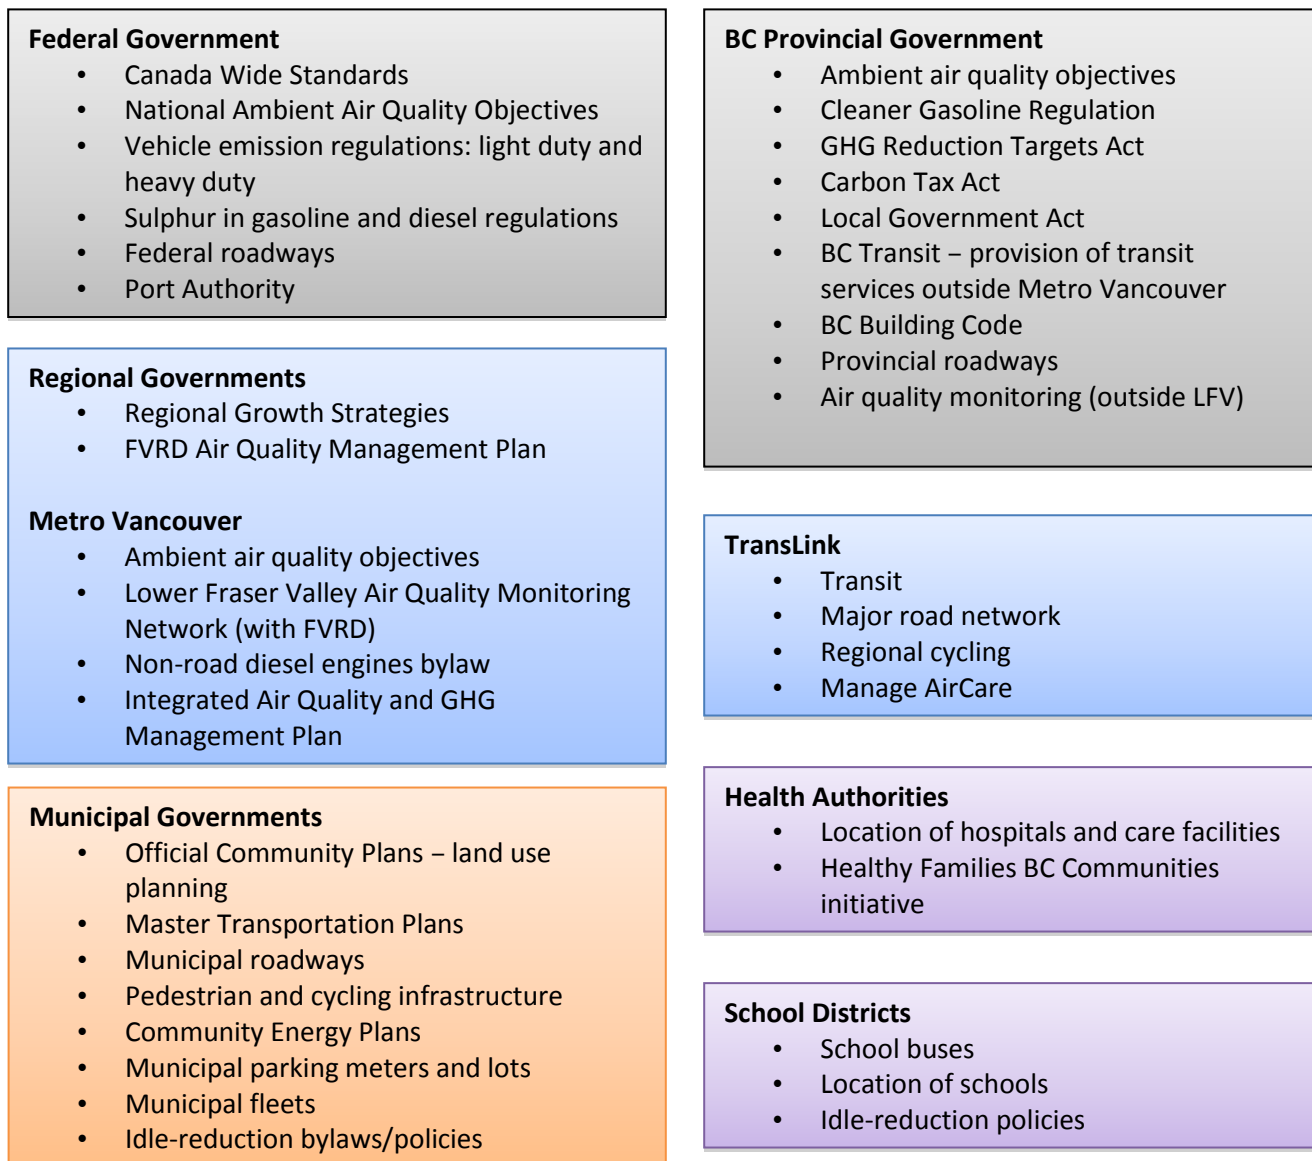 Federal Government
• Canada Wide Standards
• National Ambient Air Quality Objectives
• Vehicle emission regulations: light duty and
heavy duty
• Sulphur in gasoline and diesel regulations
• Federal roadways
• Port Authority
Regional Governments
• Regional Growth Strategies
• FVRD Air Quality Management Plan
Metro Vancouver
• Ambient air quality objectives
• Lower Fraser Valley Air Quality Monitoring
Network (with FVRD)
• Non-road diesel engines bylaw
• Integrated Air Quality and GHG
Management Plan
Municipal Governments
• Official Community Plans – land use
planning
• Master Transportation Plans
• Municipal roadways
• Pedestrian and cycling infrastructure
• Community Energy Plans
• Municipal parking meters and lots
• Municipal fleets
• Idle-reduction bylaws/policies
BC Provincial Government
• Ambient air quality objectives
• Cleaner Gasoline Regulation
• GHG Reduction Targets Act
• Carbon Tax Act
• Local Government Act
• BC Transit – provision of transit
services outside Metro Vancouver
• BC Building Code
• Provincial roadways
• Air quality monitoring (outside LFV)
TransLink
• Transit
• Major road network
• Regional cycling
• Manage AirCare
Health Authorities
• Location of hospitals and care facilities
• Healthy Families BC Communities
initiative
School Districts
• School buses
• Location of schools
• Idle-reduction policies